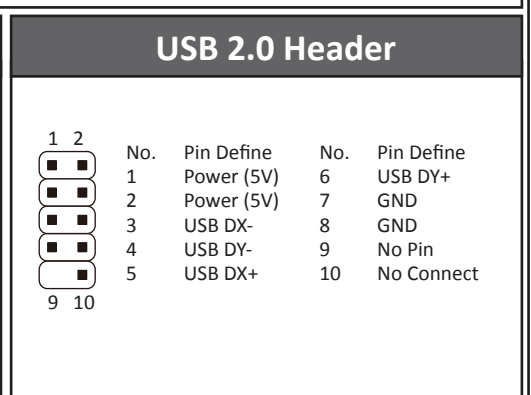 USB 2.0 Header
1 2
No. Pin Define No. Pin Define
1 Power (5V) 6 USB DY+
2 Power (5V) 7 GND
3 USB DX- 8 GND
4 USB DY- 9 No Pin
5 USB DX+ 10 No Connect
9 10